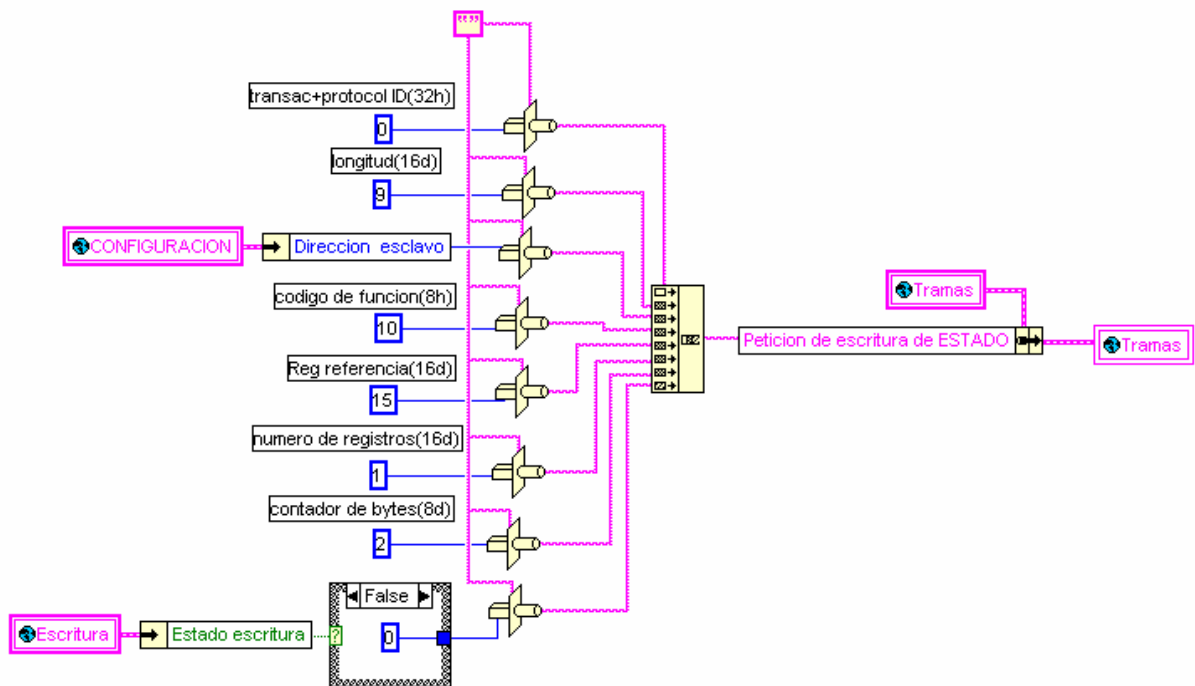 ""
transac+protocol ID(32h)
0
longitud(16d)
9
CONFIGURACION
Direccion esclavo
codigo de funcion(8h)
10
Tramas
Peticion de escritura de ESTADO
Tramas
Reg referencia(16d)
15
numero de registros(16d)
1
contador de bytes(8d)
2
False
0
Escritura
Estado escritura
?